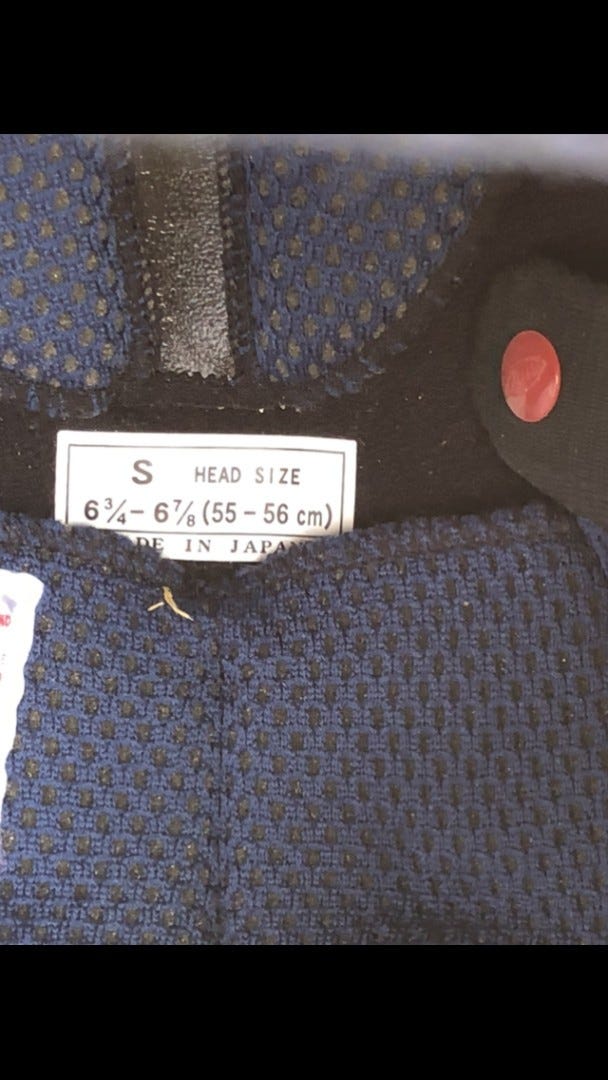 S HEAD SIZE
6¾ – 6⅞ (55 – 56 cm)
DE IN JAPAN